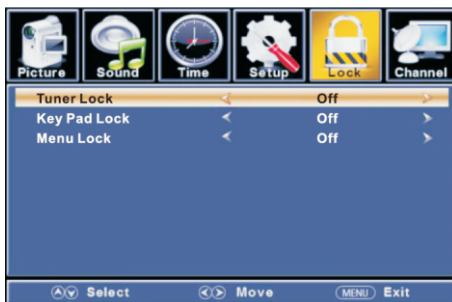 Picture Sound Time Setup Lock Channel
Tuner Lock Off
Key Pad Lock Off
Menu Lock Off
Select Move MENU Exit